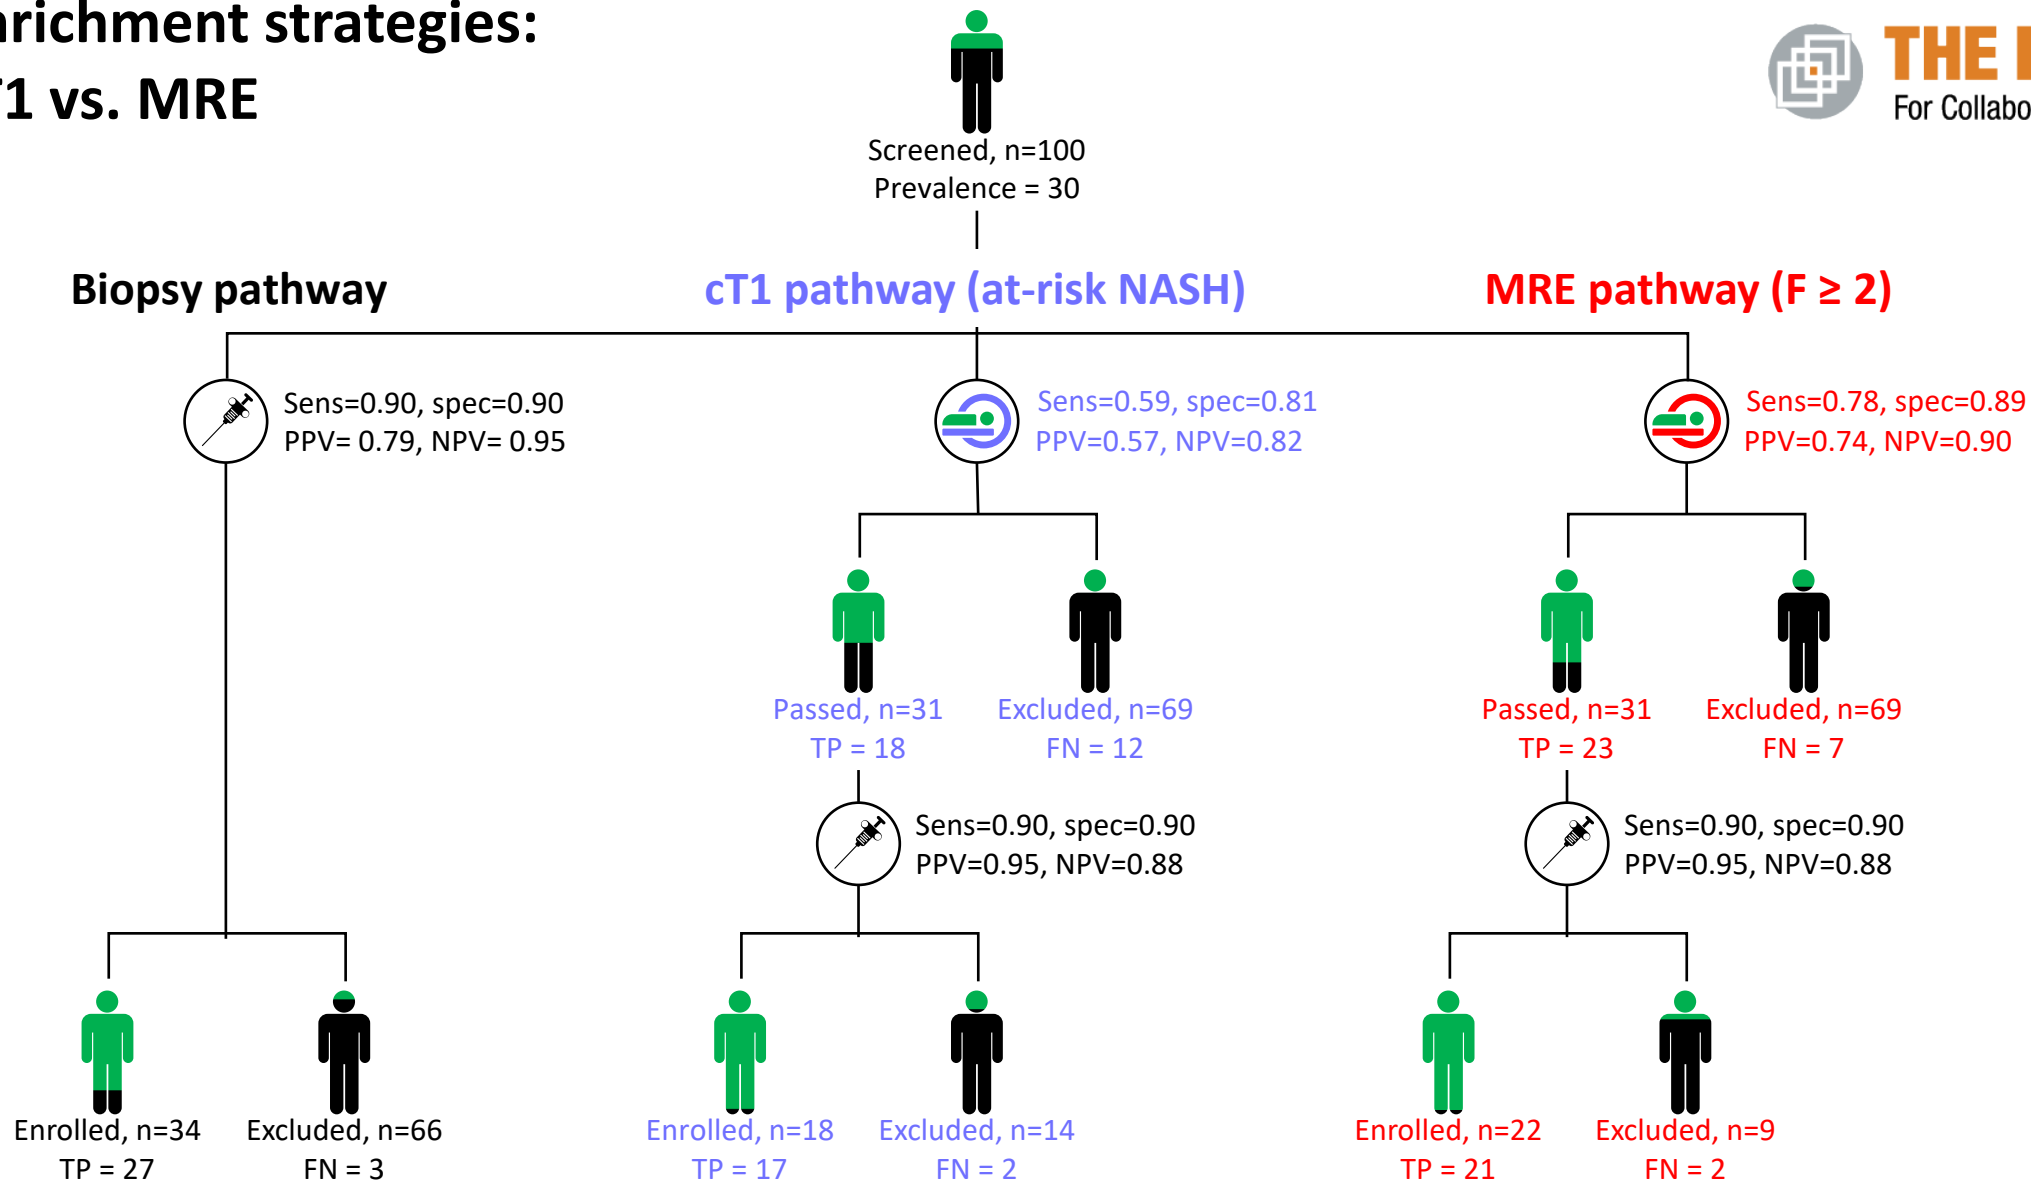 nrichment strategies:
T1 vs. MRE
THE
For Collabo
Screened, n=100
Prevalence = 30
Biopsy pathway
cT1 pathway (at-risk NASH)
MRE pathway (F ≥ 2)
Sens=0.90, spec=0.90
PPV= 0.79, NPV= 0.95
Sens=0.59, spec=0.81
PPV=0.57, NPV=0.82
Sens=0.78, spec=0.89
PPV=0.74, NPV=0.90
Passed, n=31
TP = 18
Excluded, n=69
FN = 12
Passed, n=31
TP = 23
Excluded, n=69
FN = 7
Sens=0.90, spec=0.90
PPV=0.95, NPV=0.88
Sens=0.90, spec=0.90
PPV=0.95, NPV=0.88
Enrolled, n=34
TP = 27
Excluded, n=66
FN = 3
Enrolled, n=18
TP = 17
Excluded, n=14
FN = 2
Enrolled, n=22
TP = 21
Excluded, n=9
FN = 2